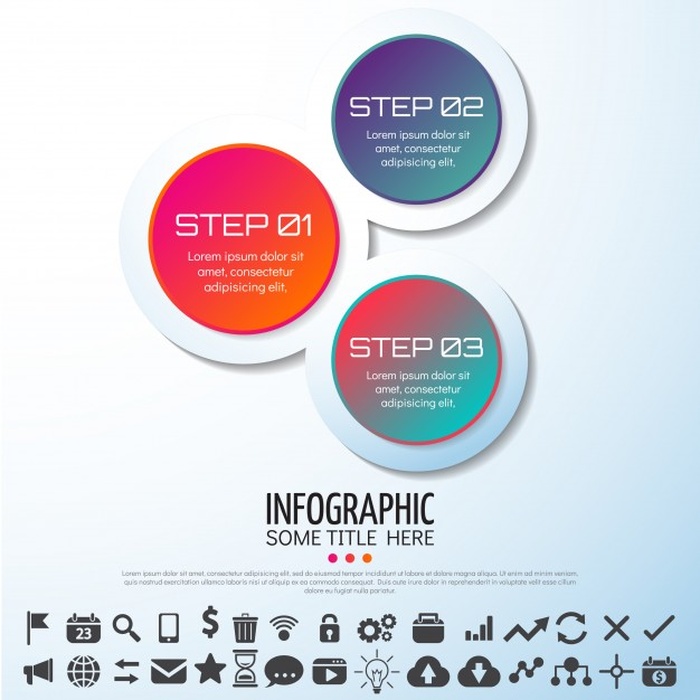 STEP 02
Lorem ipsum dolor sit
amet, consectetur
adipisicing elit,
STEP 01
Lorem ipsum dolor sit
amet, consectetur
adipisicing elit,
STEP 03
Lorem ipsum dolor sit
amet, consectetur
adipisicing elit,
INFOGRAPHIC
SOME TITLE HERE
Lorem ipsum dolor sit amet, consectetur adipisicing elit, sed do eiusmod tempor incididunt ut labore et dolore magna aliqua. Ut enim ad minim veniam, quis
nostrud exercitation ullamco laboris nisi ut aliquip ex ea commodo consequat. Duis aute irure dolor in reprehenderit in voluptate velit esse cillum dolore eu
fugiat nulla pariatur.
$
23
$